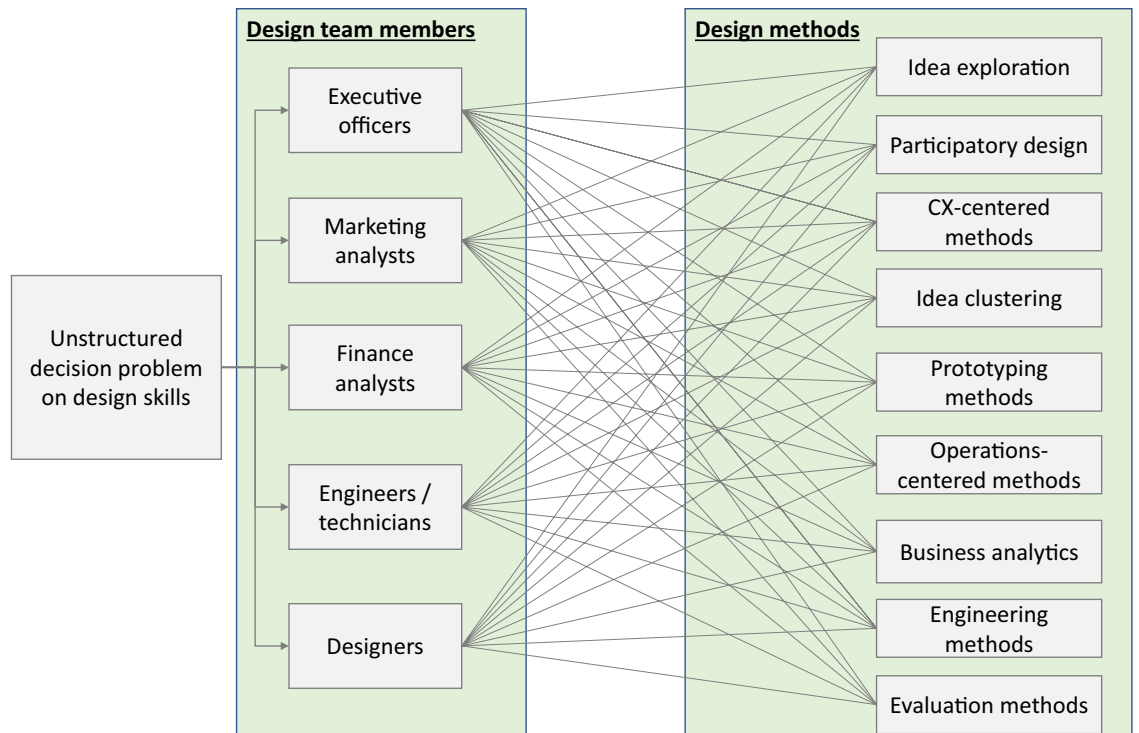 Design team members
Executive
officers
Marketing
analysts
Unstructured
decision problem
on design skills
Finance
analysts
Engineers /
technicians
Designers
Design methods
Idea exploration
Participatory design
CX-centered
methods
Idea clustering
Prototyping
methods
Operations-
centered methods
Business analytics
Engineering
methods
Evaluation methods